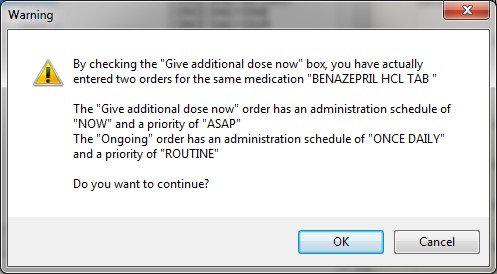 Warning
By checking the "Give additional dose now" box, you have actually
entered two orders for the same medication "BENAZEPRIL HCL TAB "
The "Give additional dose now" order has an administration schedule of
"NOW" and a priority of "ASAP"
The "Ongoing" order has an administration schedule of "ONCE DAILY"
and a priority of "ROUTINE"
Do you want to continue?
OK
Cancel